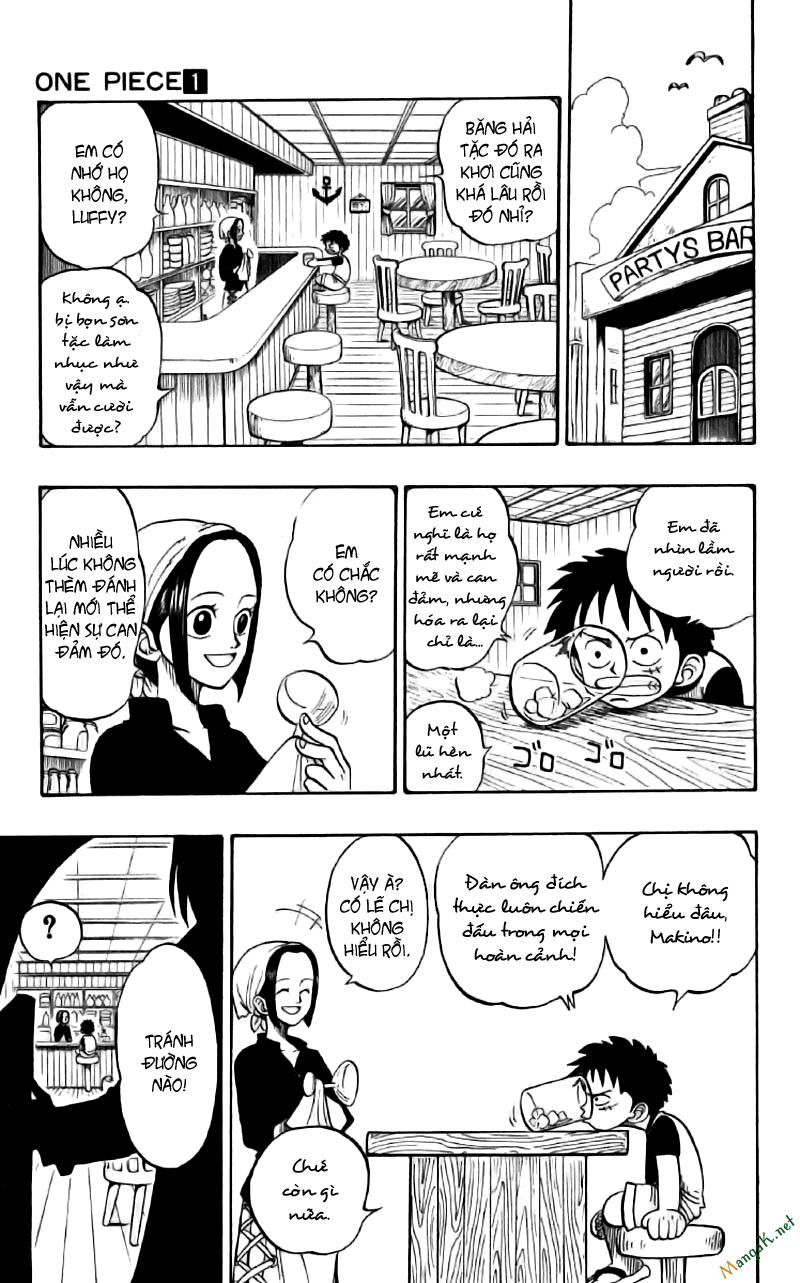 ONE PIECE 1
PARTYS BAR
BĂNG HẢI
TẶC ĐÓ RA
KHƠI CŨNG
KHÁ LÂU RỒI
ĐÓ NHỈ?
EM CÓ
NHỚ HỌ
KHÔNG,
LUFFY?
Không ạ.
bị bọn sơn
tặc làm
nhục như
vậy mà
vẫn cười
được?
Em đã
nhìn lầm
người rồi.
Em cứ
nghĩ là họ
rất mạnh
mẽ và can
đảm, nhưng
hóa ra lại
chỉ là...
Một
lũ hèn
nhất.
ゴロ ゴロ
EM
CÓ CHẮC
KHÔNG?
NHIỀU
LÚC KHÔNG
THÈM ĐÁNH
LẠI MỚI THỂ
HIỆN SỰ CAN
ĐẢM ĐÓ.
Chị không
hiểu đâu,
Makino!!
Đàn ông đích
thực luôn chiến
đấu trong mọi
hoàn cảnh!
VẬY À?
CÓ LẼ CHỊ
KHÔNG
HIỂU RỒI.
Chứ
còn gì
nữa.
TRÁNH
ĐƯỜNG
NÀO!
?
MangaK.net